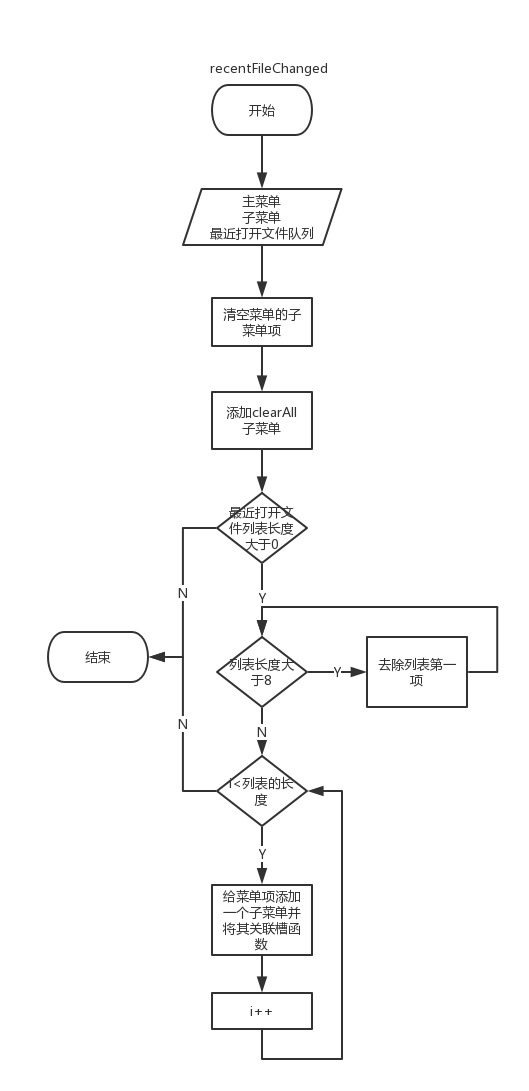 recentFileChanged
开始
主菜单
子菜单
最近打开文件队列
清空菜单的子
菜单项
添加clearAll
子菜单
最近打开文
件列表长度
大于0
N
Y
结束
列表长度大
于8
Y
去除列表第一
项
N
N
i<列表的长
度
Y
给菜单项添加
一个子菜单并
将其关联槽函
数
i++